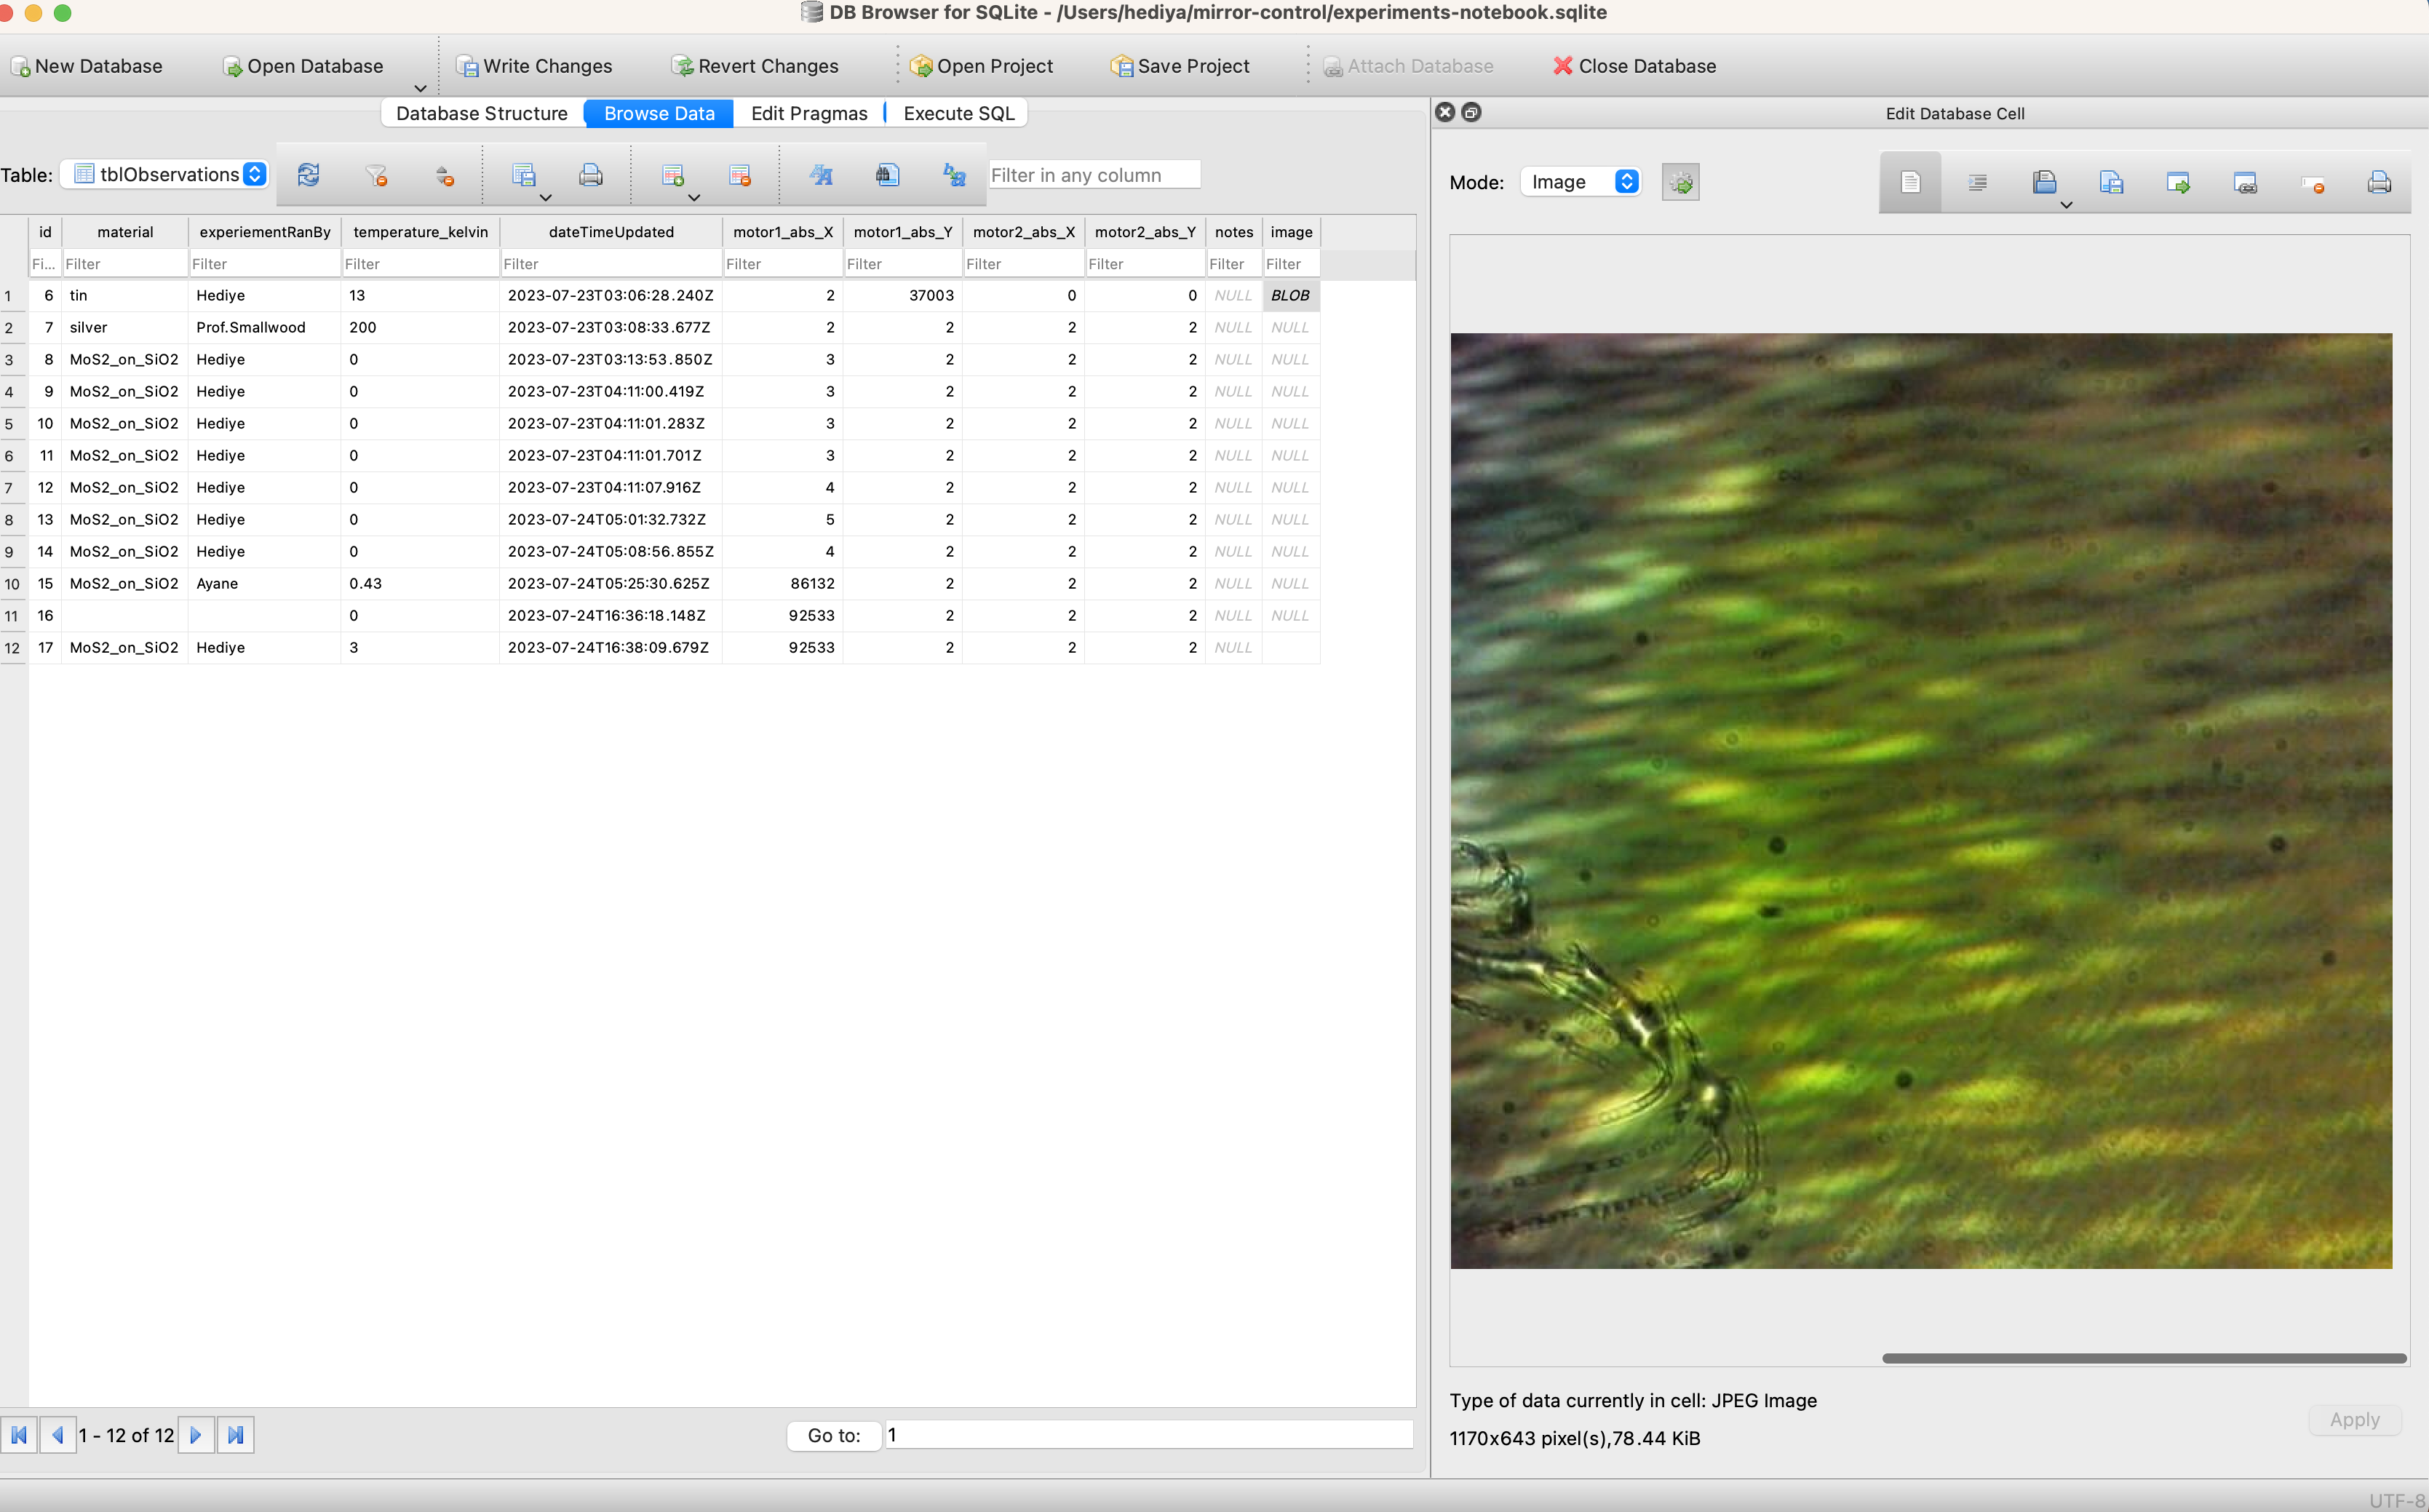 DB Browser for SQLite - /Users/hediya/mirror-control/experiments-notebook.sqlite
New Database Open Database Write Changes Revert Changes Open Project Save Project Attach Database Close Database
Database Structure Browse Data Edit Pragmas Execute SQL
Edit Database Cell
Table: tblObservations Filter in any column
Mode: Image
id material experiementRanBy temperature_kelvin dateTimeUpdated motor1_abs_X motor1_abs_Y motor2_abs_X motor2_abs_Y notes image
Fi... Filter Filter Filter Filter Filter Filter Filter Filter Filter Filter
1 6 tin Hediye 13 2023-07-23T03:06:28.240Z 2 37003 0 0 NULL BLOB
2 7 silver Prof.Smallwood 200 2023-07-23T03:08:33.677Z 2 2 2 2 NULL NULL
3 8 MoS2_on_SiO2 Hediye 0 2023-07-23T03:13:53.850Z 3 2 2 2 NULL NULL
4 9 MoS2_on_SiO2 Hediye 0 2023-07-23T04:11:00.419Z 3 2 2 2 NULL NULL
5 10 MoS2_on_SiO2 Hediye 0 2023-07-23T04:11:01.283Z 3 2 2 2 NULL NULL
6 11 MoS2_on_SiO2 Hediye 0 2023-07-23T04:11:01.701Z 3 2 2 2 NULL NULL
7 12 MoS2_on_SiO2 Hediye 0 2023-07-23T04:11:07.916Z 4 2 2 2 NULL NULL
8 13 MoS2_on_SiO2 Hediye 0 2023-07-24T05:01:32.732Z 5 2 2 2 NULL NULL
9 14 MoS2_on_SiO2 Hediye 0 2023-07-24T05:08:56.855Z 4 2 2 2 NULL NULL
10 15 MoS2_on_SiO2 Ayane 0.43 2023-07-24T05:25:30.625Z 86132 2 2 2 NULL NULL
11 16 0 2023-07-24T16:36:18.148Z 92533 2 2 2 NULL NULL
12 17 MoS2_on_SiO2 Hediye 3 2023-07-24T16:38:09.679Z 92533 2 2 2 NULL
1 - 12 of 12 Go to: 1
Type of data currently in cell: JPEG Image
1170x643 pixel(s),78.44 KiB
Apply
UTF-8